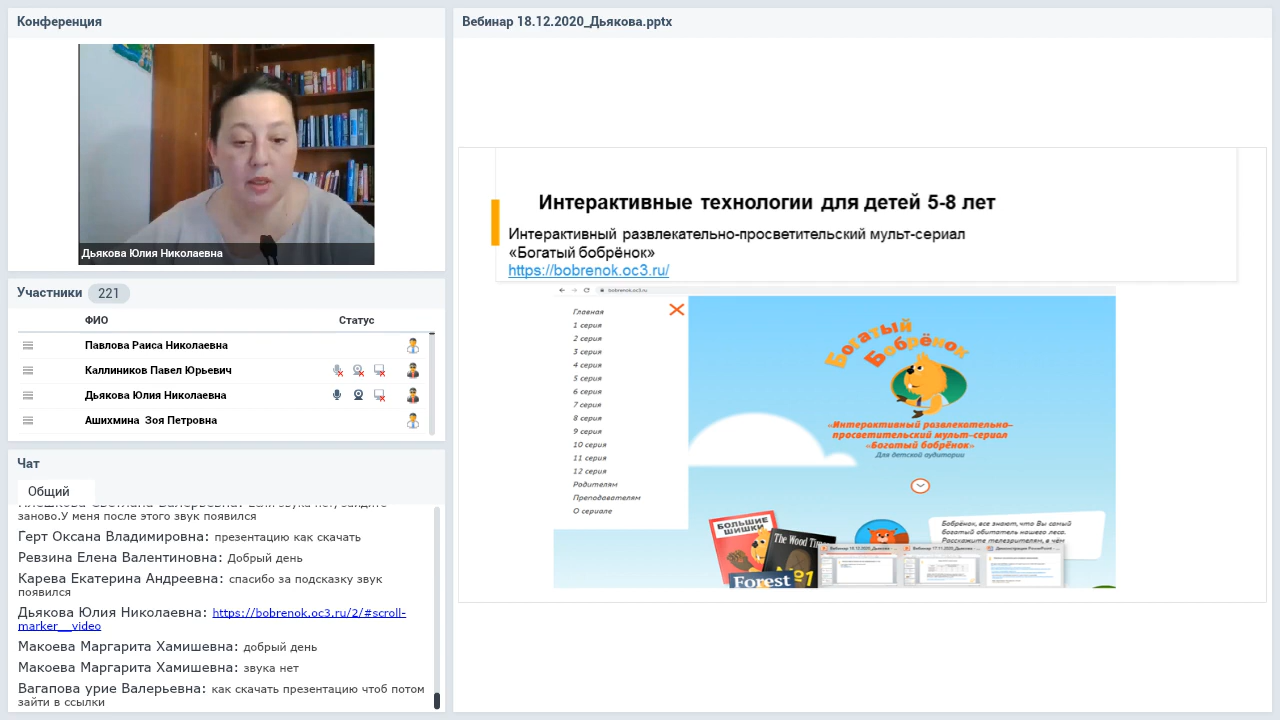 Конференция
Дьякова Юлия Николаевна
Участники 221
ФИО Статус
Павлова Раиса Николаевна
Каллиников Павел Юрьевич
Дьякова Юлия Николаевна
Ашихмина Зоя Петровна
Чат
Общий
заново.У меня после этого звук появился
Герт Оксана Владимировна: презентацию как скачать
Ревзина Елена Валентиновна: Добрый день
Карева Екатерина Андреевна: спасибо за подсказку звук
появился
Дьякова Юлия Николаевна: https://bobrenok.oc3.ru/2/#scroll-
marker___video
Макоева Маргарита Хамишевна: добрый день
Макоева Маргарита Хамишевна: звука нет
Вагапова урие Валерьевна: как скачать презентацию чтоб потом
зайти в ссылки
Вебинар 18.12.2020_Дьякова.pptx
Интерактивные технологии для детей 5-8 лет
Интерактивный развлекательно-просветительский мульт-сериал
«Богатый бобрёнок»
https://bobrenok.oc3.ru/
bobrenok.oc3.ru
Главная
1 серия
2 серия
3 серия
4 серия
5 серия
6 серия
7 серия
8 серия
9 серия
10 серия
11 серия
12 серия
Родителям
Преподавателям
О сериале
Богатый
Бобрёнок
«Интерактивный развлекательно-
просветительский мульт-сериал
«Богатый бобрёнок»
Для детской аудитории
БОЛЬШИЕ
ШИШКИ
The Wood Times
Forest
№1
Бобрёнок, все знают, что Вы самый
богатый обитатель нашего леса.
Расскажите телезрителям, в чём